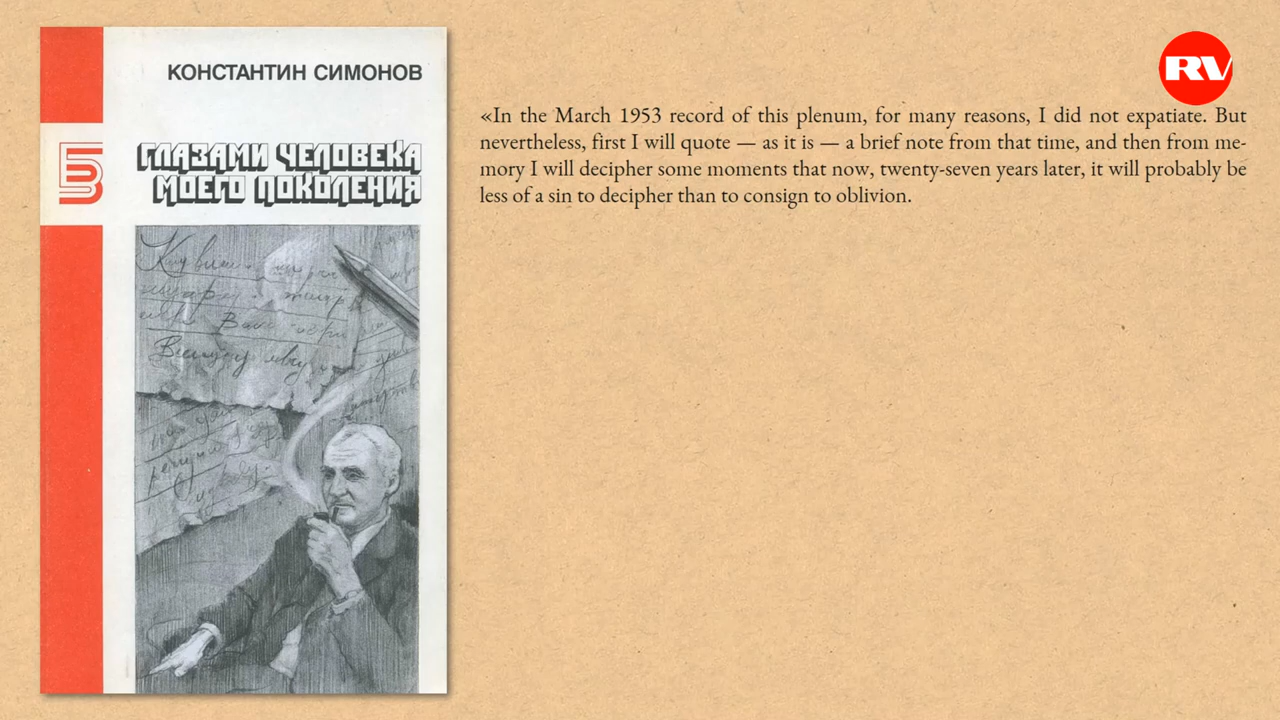 КОНСТАНТИН СИМОНОВ
ГЛАЗАМИ ЧЕЛОВЕКА
МОЕГО ПОКОЛЕНИЯ
RV
«In the March 1953 record of this plenum, for many reasons, I did not expatiate. But
nevertheless, first I will quote — as it is — a brief note from that time, and then from me-
mory I will decipher some moments that now, twenty-seven years later, it will probably be
less of a sin to decipher than to consign to oblivion.